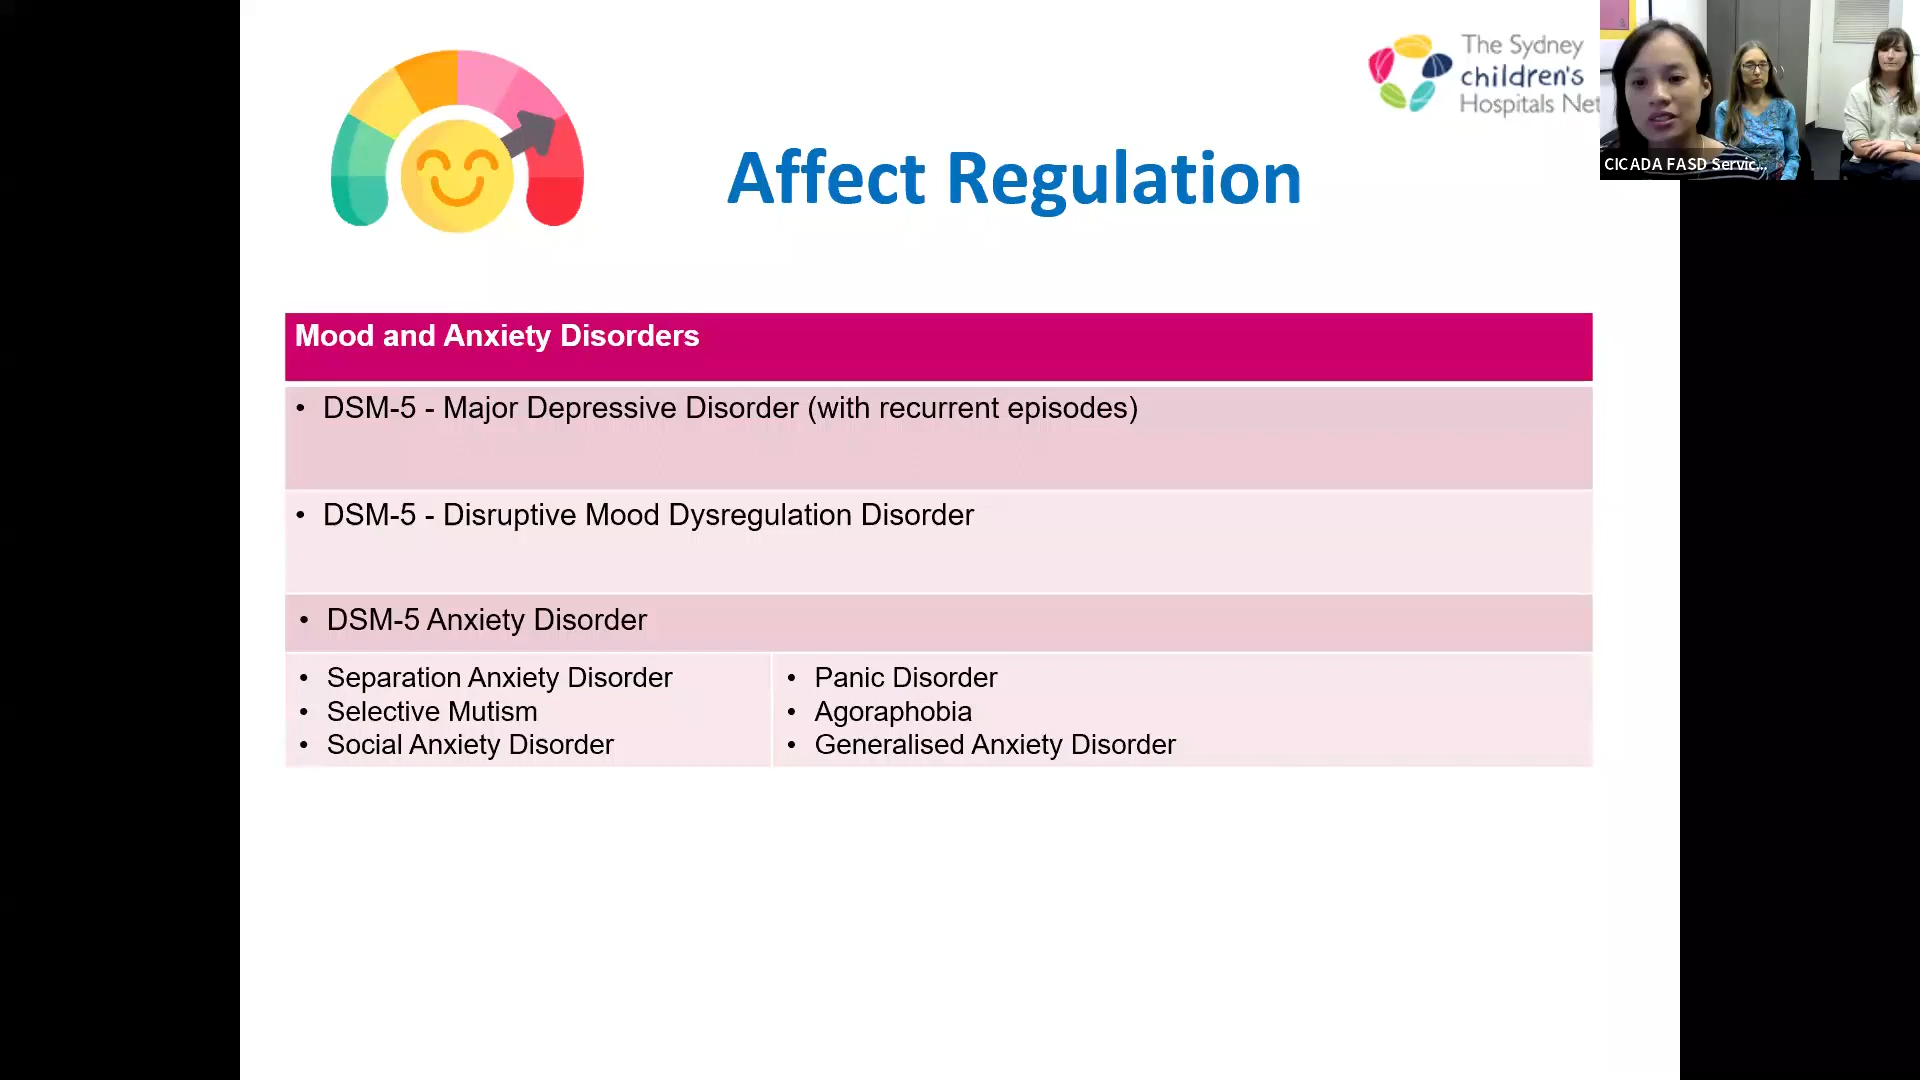 The Sydney
children's
Hospitals Net
CICADA FASD Servic...
Affect Regulation
Mood and Anxiety Disorders
• DSM-5 - Major Depressive Disorder (with recurrent episodes)
• DSM-5 - Disruptive Mood Dysregulation Disorder
• DSM-5 Anxiety Disorder
• Separation Anxiety Disorder
• Selective Mutism
• Social Anxiety Disorder
• Panic Disorder
• Agoraphobia
• Generalised Anxiety Disorder